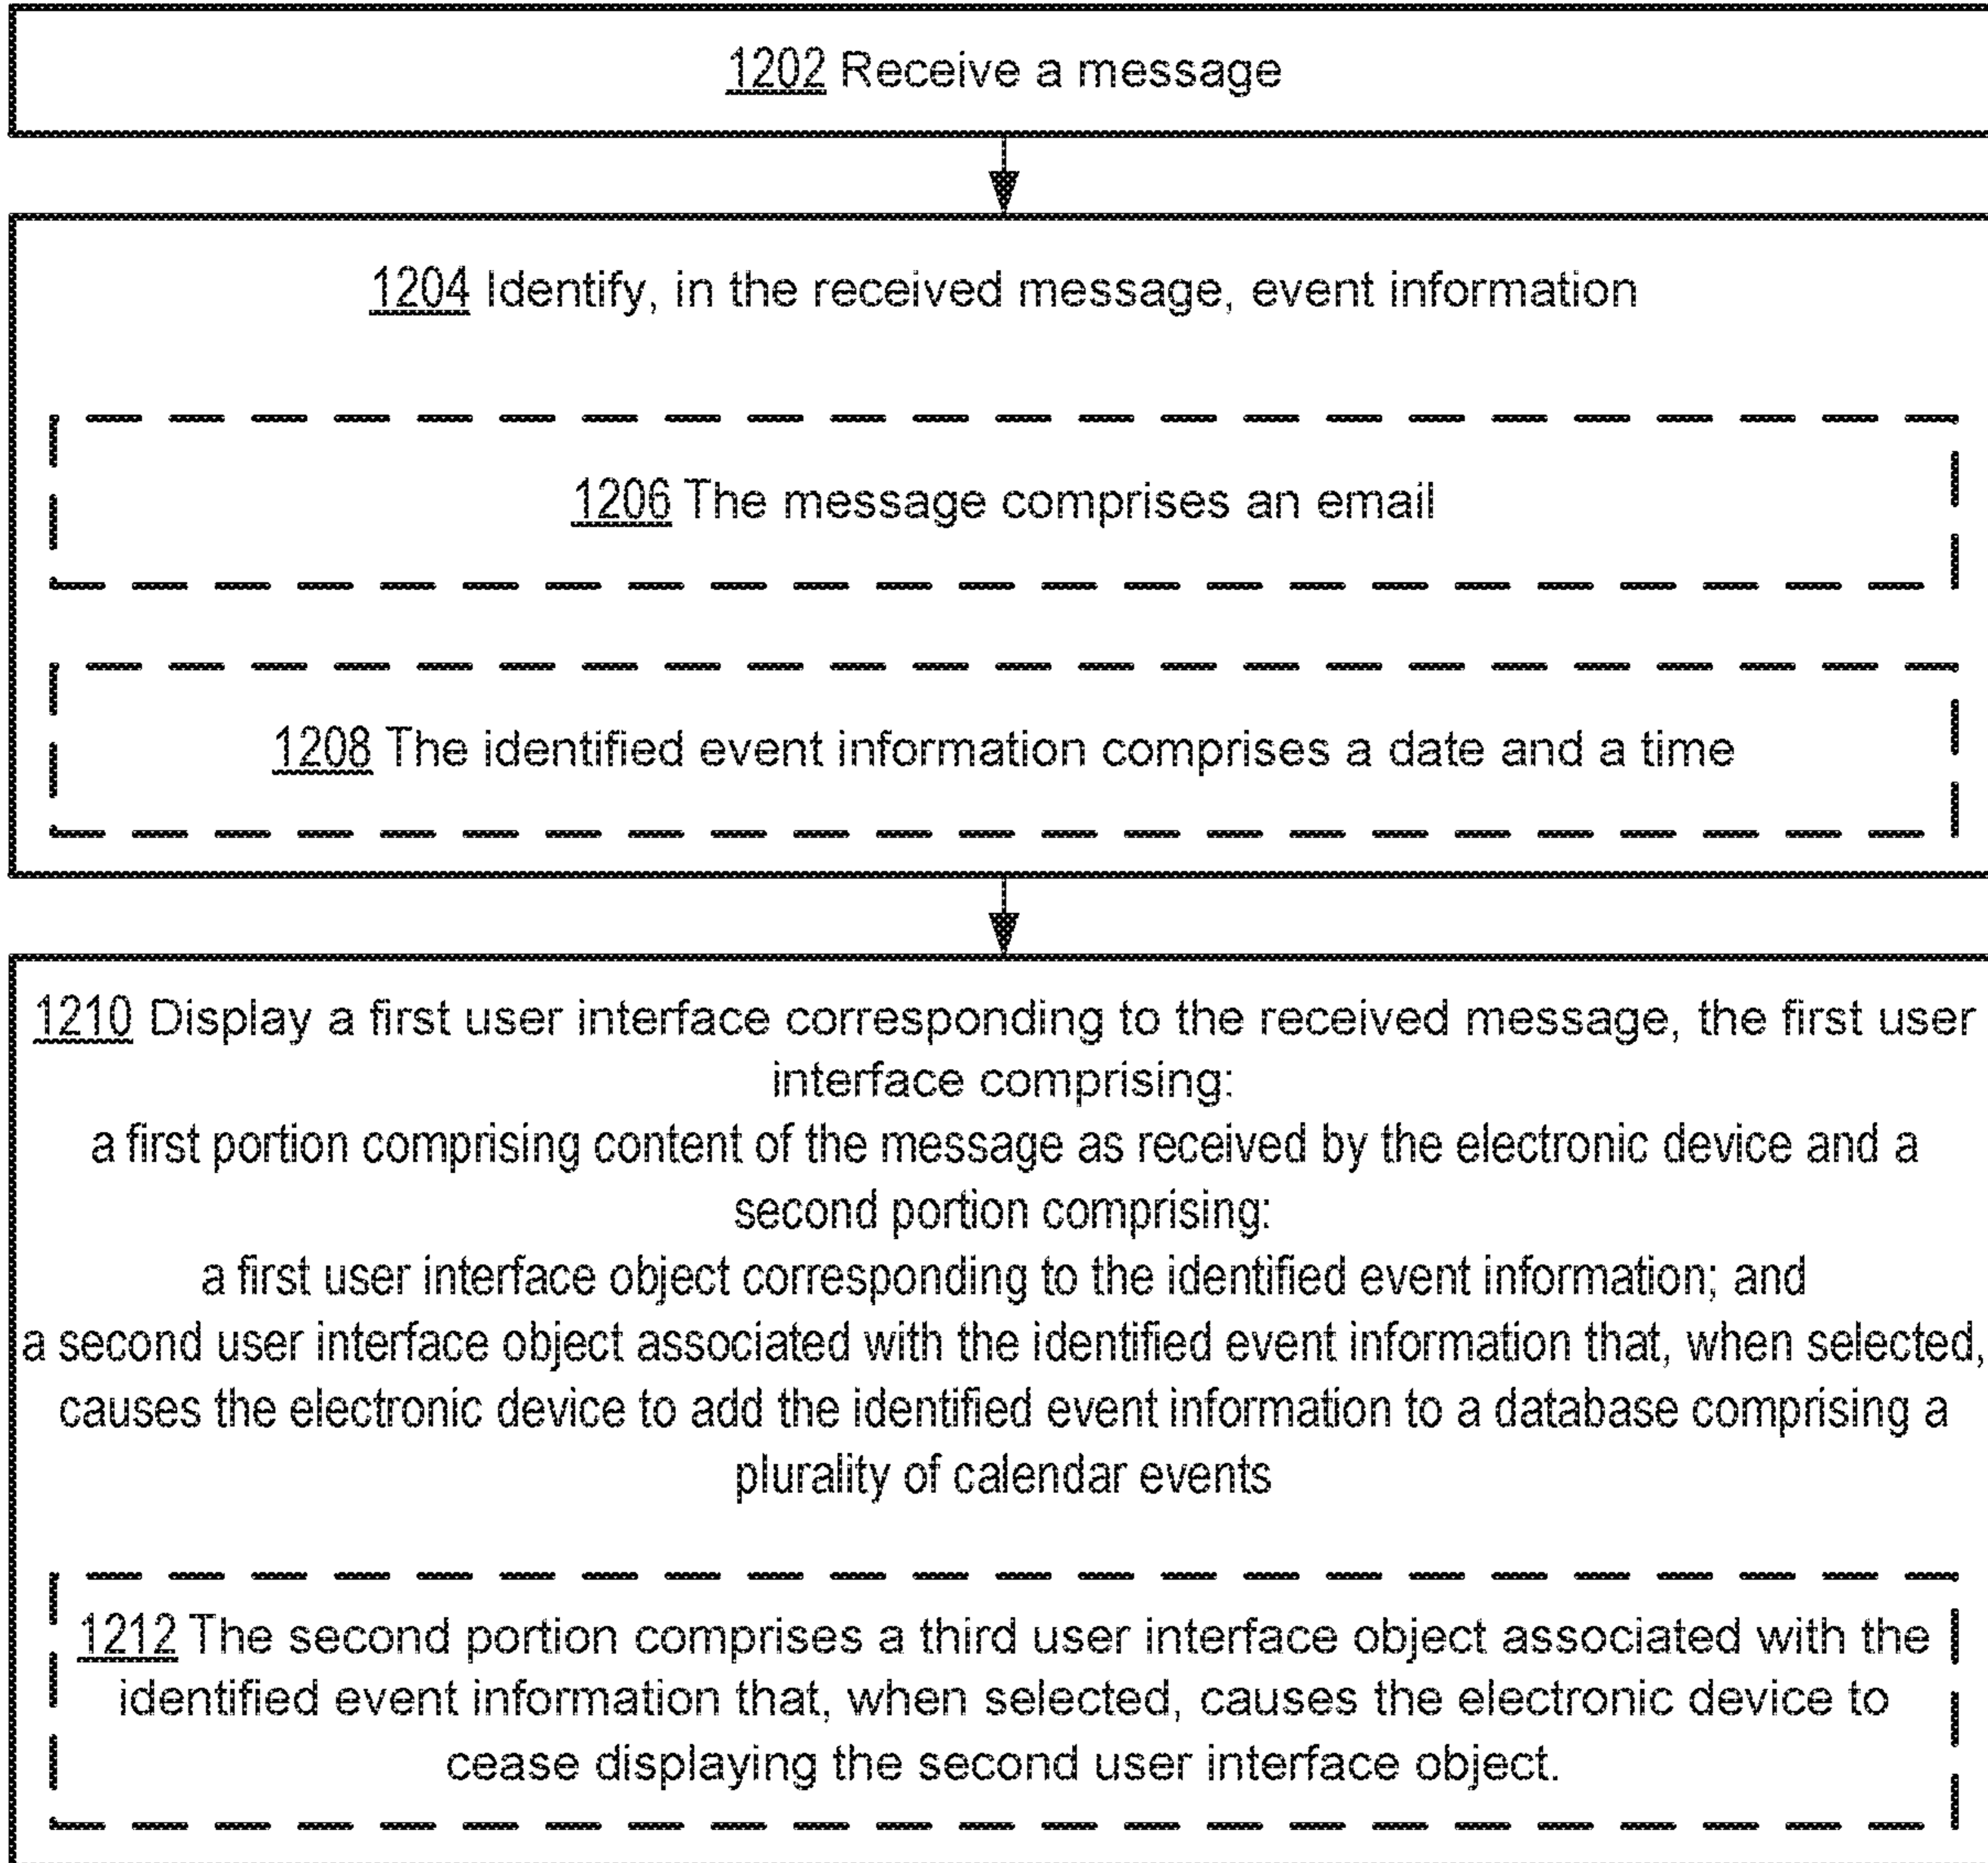 1202 Receive a message
1204 Identify, in the received message, event information
1206 The message comprises an email
1208 The identified event information comprises a date and a time
1210 Display a first user interface corresponding to the received message, the first user
interface comprising:
a first portion comprising content of the message as received by the electronic device and a
second portion comprising:
a first user interface object corresponding to the identified event information; and
a second user interface object associated with the identified event information that, when selected,
causes the electronic device to add the identified event information to a database comprising a
plurality of calendar events
1212 The second portion comprises a third user interface object associated with the
identified event information that, when selected, causes the electronic device to
cease displaying the second user interface object.